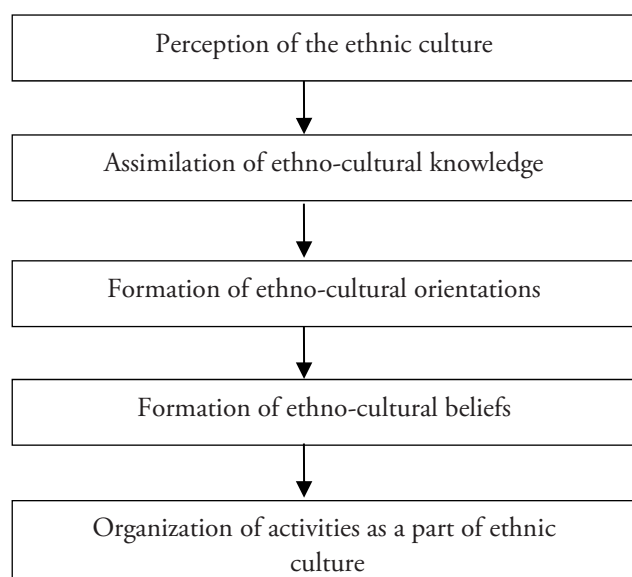 Perception of the ethnic culture
Assimilation of ethno-cultural knowledge
Formation of ethno-cultural orientations
Formation of ethno-cultural beliefs
Organization of activities as a part of ethnic
culture